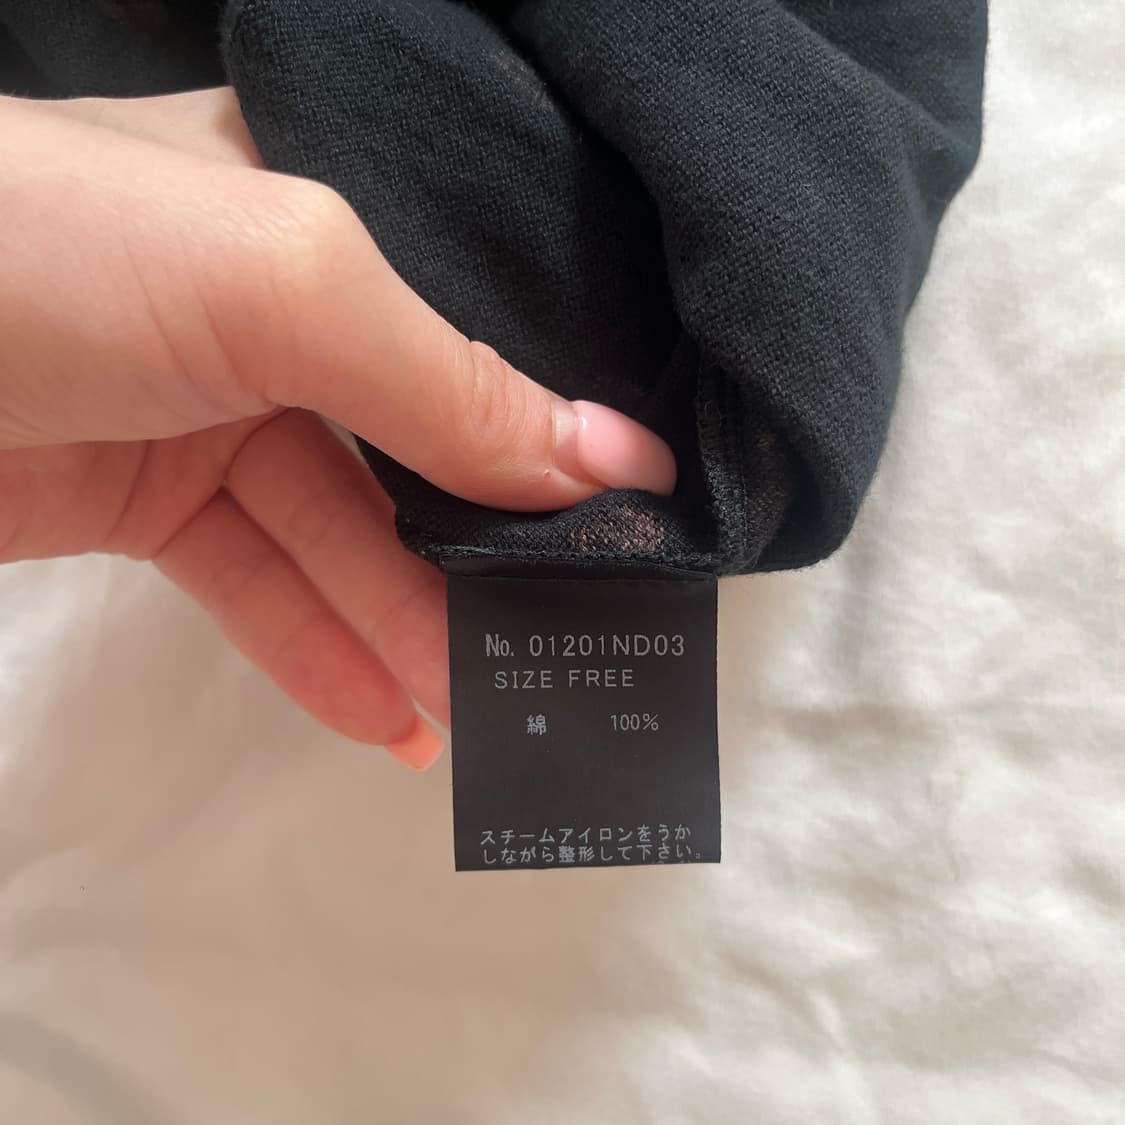 No. 01201ND03
SIZE FREE
綿 100%
スチームアイロンをうか
しながら整形して下さい。